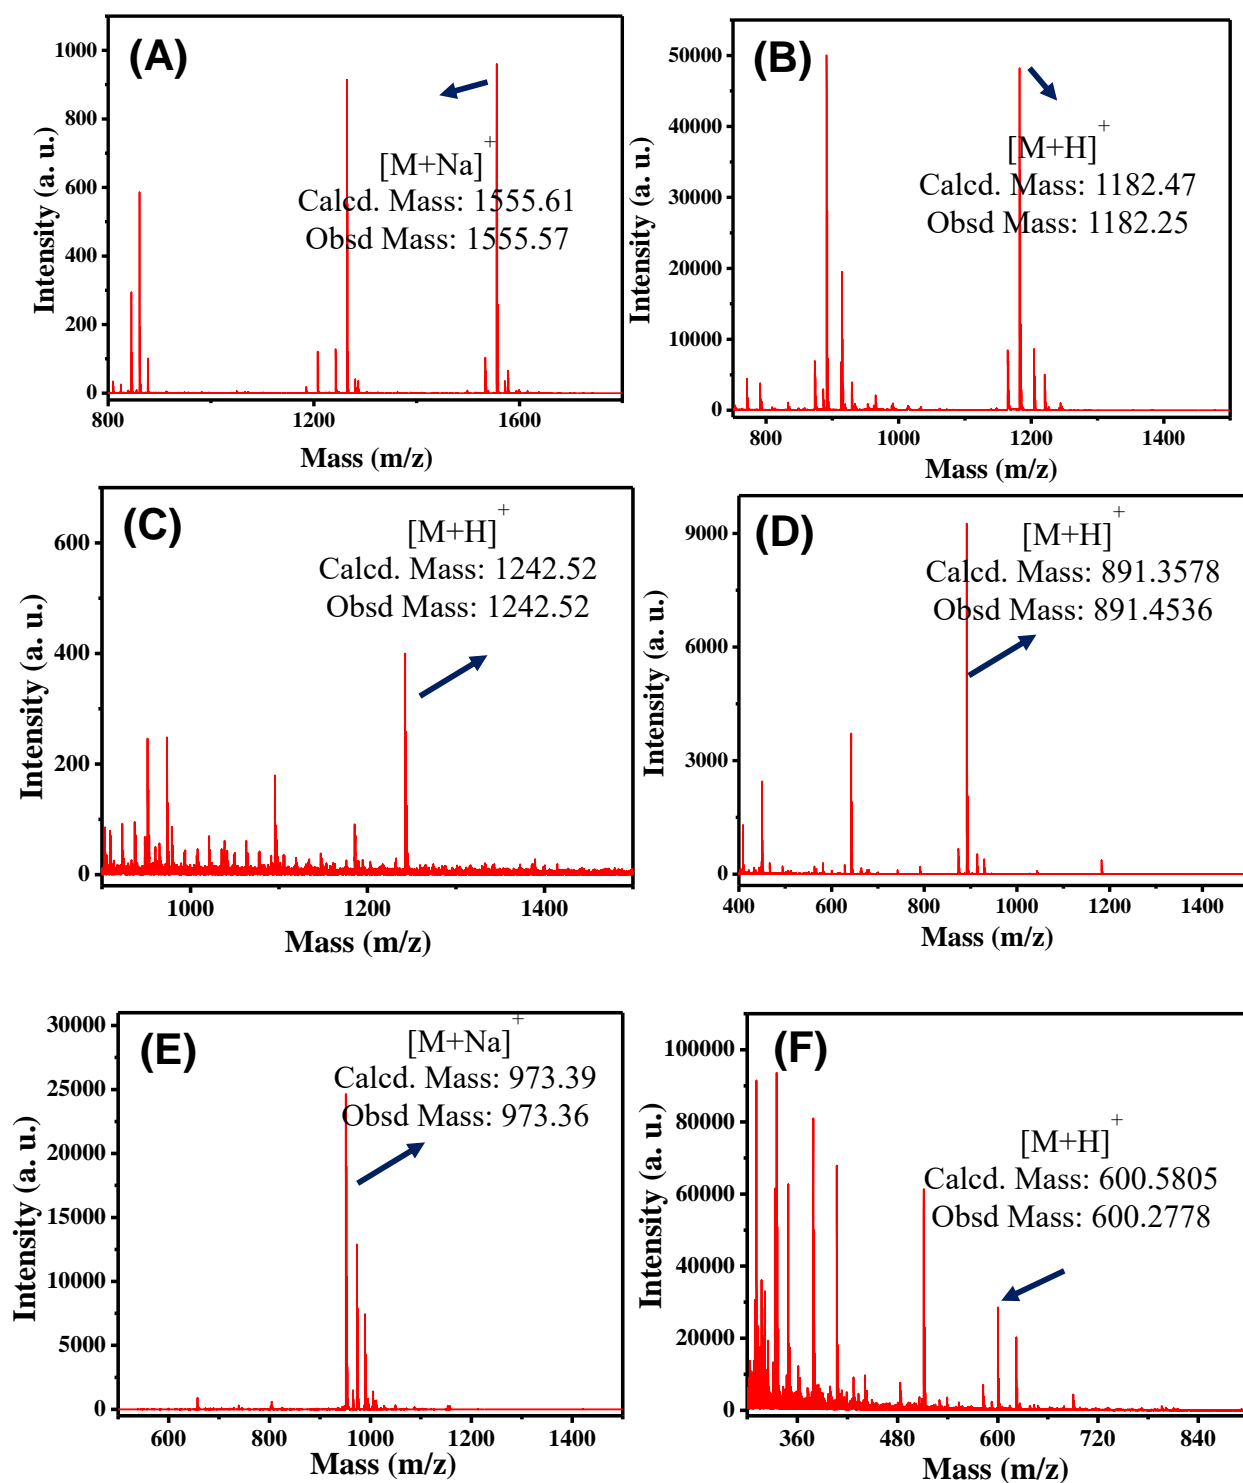 (A)
[M+Na]+
Calcd. Mass: 1555.61
Obsd Mass: 1555.57
1000
800
600
400
200
0
Intensity (a. u.)
800 1200 1600
Mass (m/z)
(B)
[M+H]+
Calcd. Mass: 1182.47
Obsd Mass: 1182.25
50000
40000
30000
20000
10000
0
Intensity (a. u.)
800 1000 1200 1400
Mass (m/z)
(C)
[M+H]+
Calcd. Mass: 1242.52
Obsd Mass: 1242.52
600
400
200
0
Intensity (a. u.)
1000 1200 1400
Mass (m/z)
(D)
[M+H]+
Calcd. Mass: 891.3578
Obsd Mass: 891.4536
9000
6000
3000
0
Intensity (a. u.)
400 600 800 1000 1200 1400
Mass (m/z)
(E)
[M+Na]+
Calcd. Mass: 973.39
Obsd Mass: 973.36
30000
25000
20000
15000
10000
5000
0
Intensity (a. u.)
600 800 1000 1200 1400
Mass (m/z)
(F)
[M+H]+
Calcd. Mass: 600.5805
Obsd Mass: 600.2778
100000
80000
60000
40000
20000
0
Intensity (a. u.)
360 480 600 720 840
Mass (m/z)